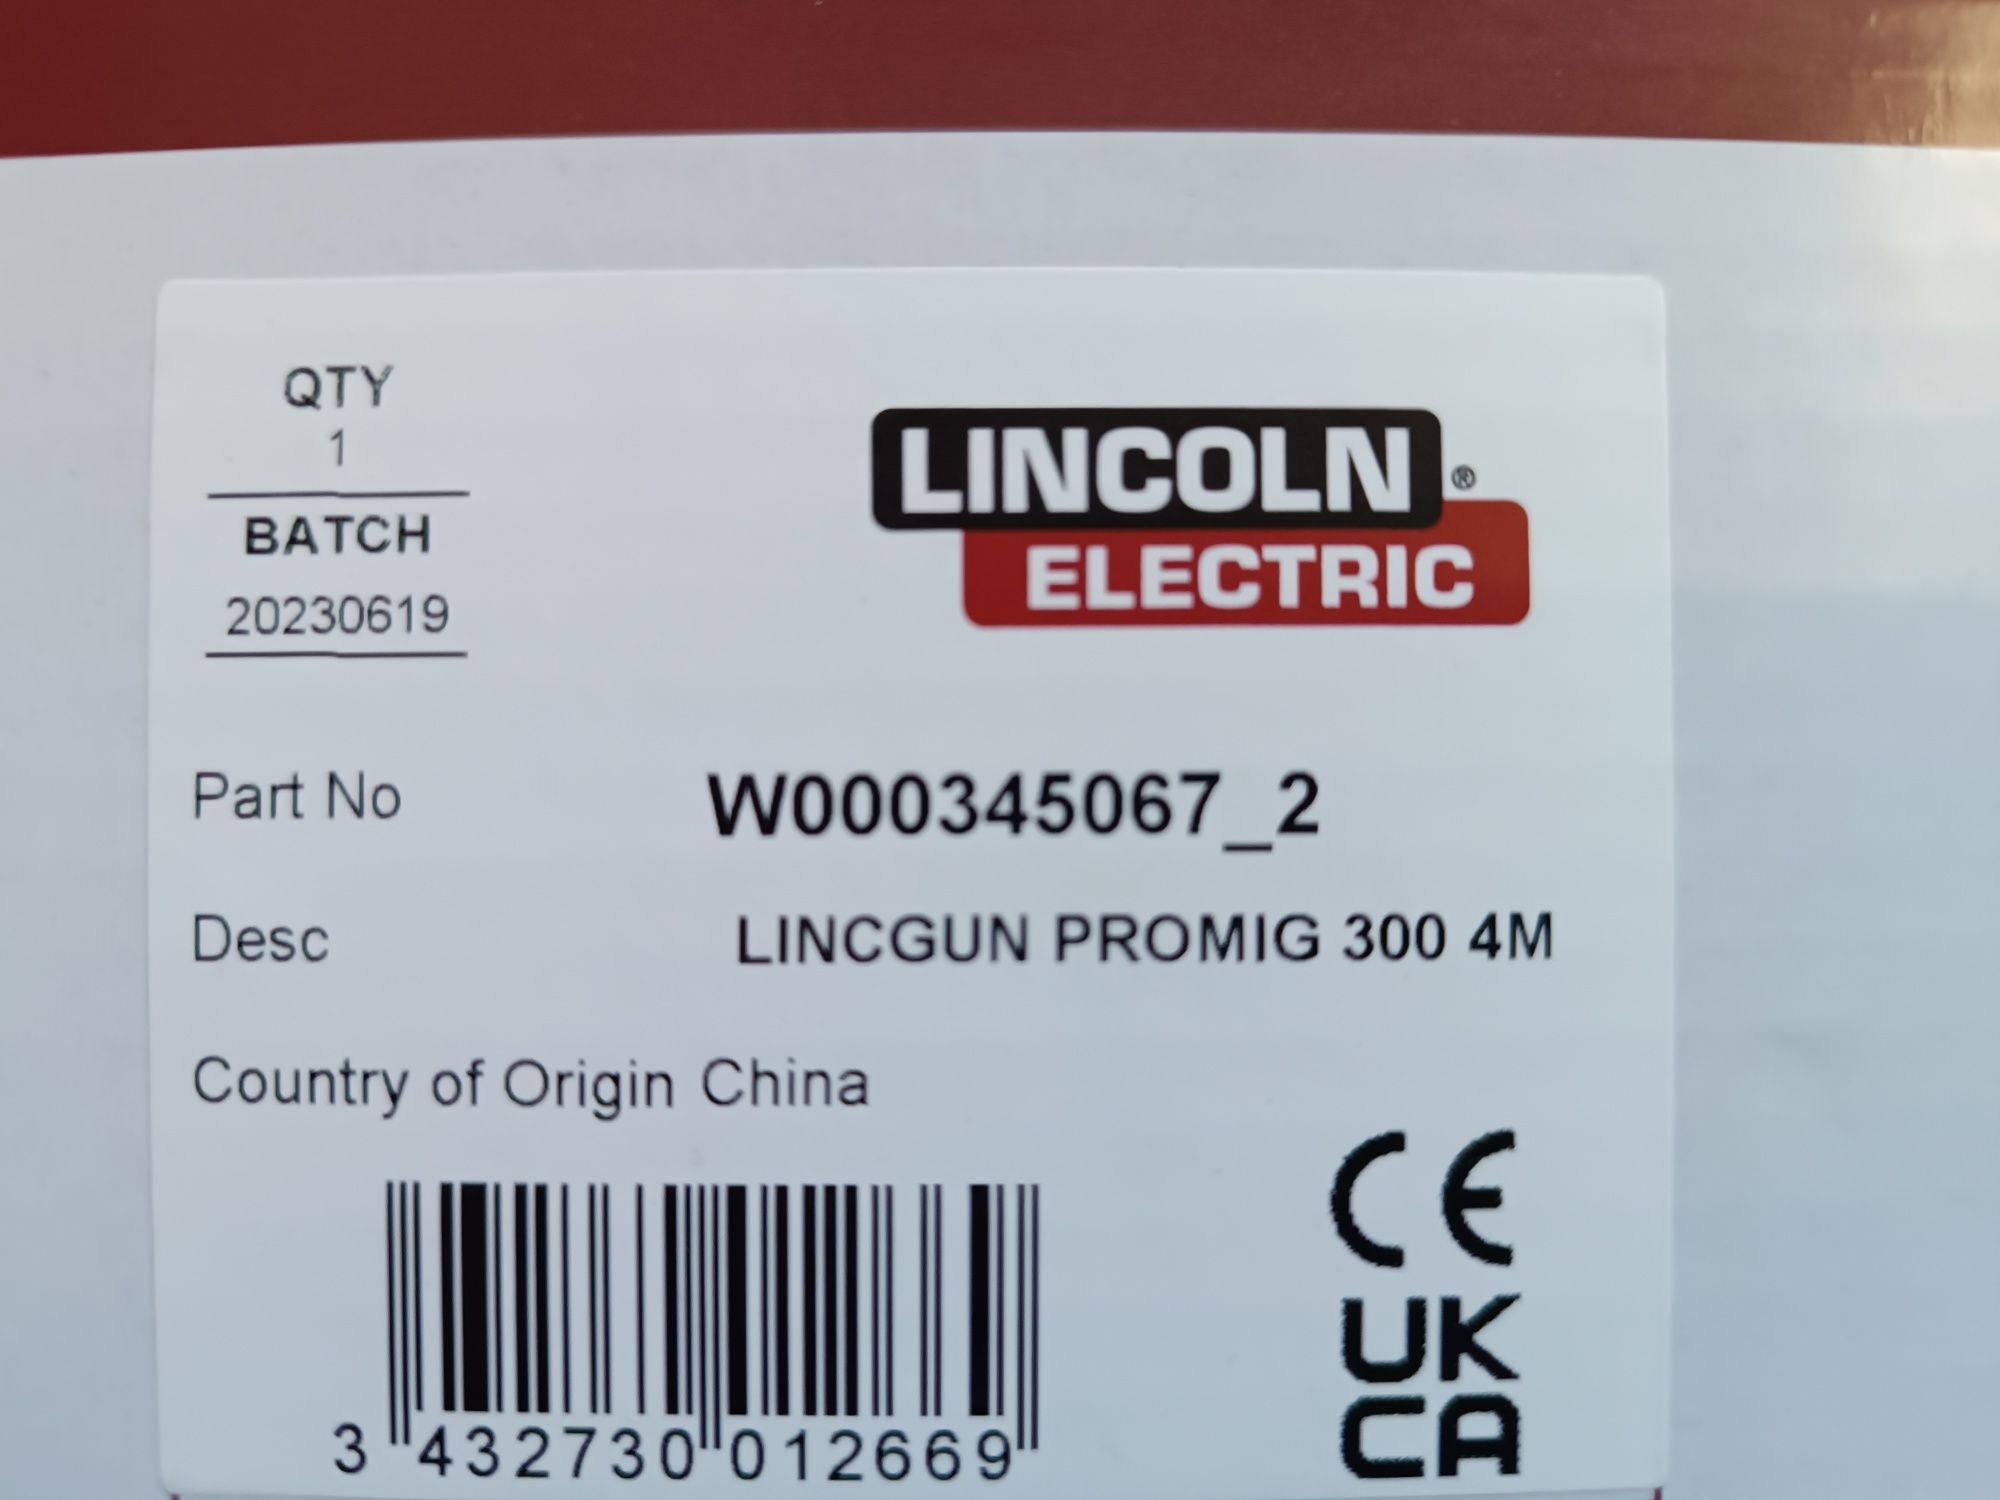 QTY
1
BATCH
20230619
LINCOLN®
ELECTRIC
Part No W000345067_2
Desc LINCGUN PROMIG 300 4M
Country of Origin China
CE
UK
CA
3 432730 012669